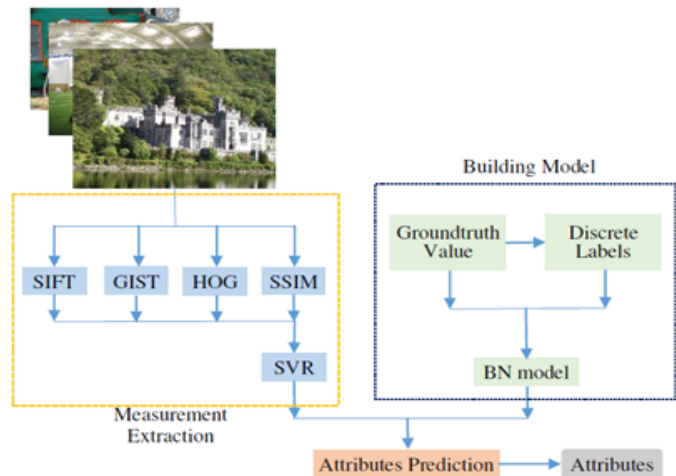 Building Model
Groundtruth
Value
Discrete
Labels
SIFT
GIST
HOG
SSIM
SVR
BN model
Measurement
Extraction
Attributes Prediction
Attributes